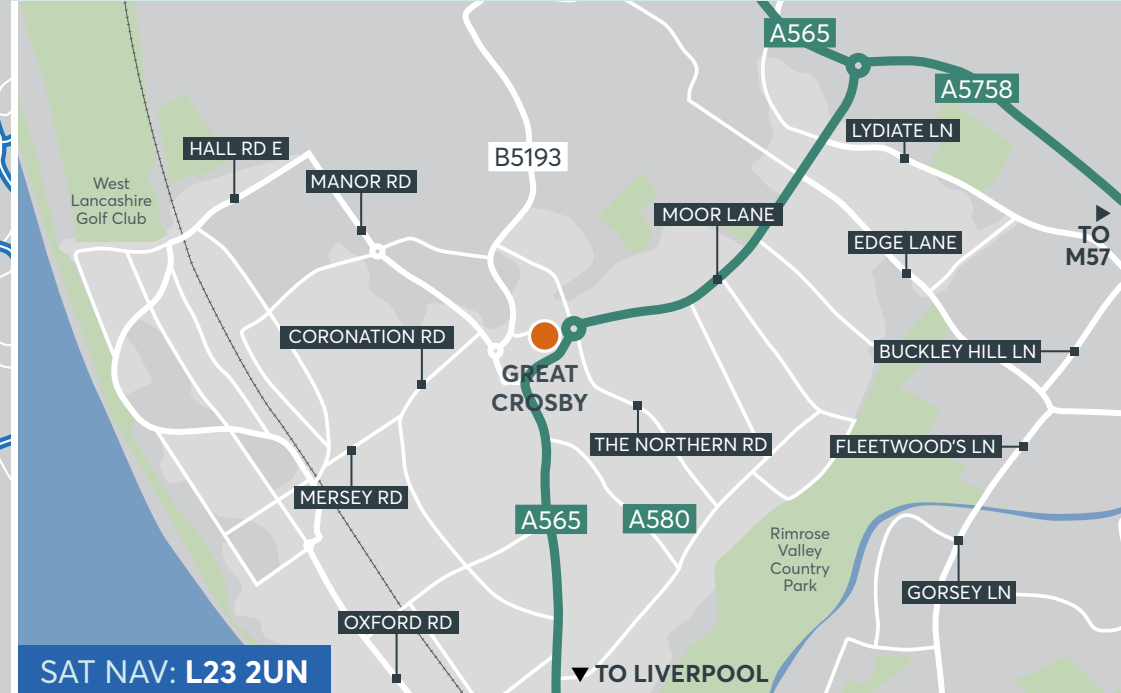 A565
A5758
LYDIATE LN
HALL RD E
B5193
MANOR RD
West
Lancashire
Golf Club
MOOR LANE
TO
M57
EDGE LANE
CORONATION RD
BUCKLEY HILL LN
GREAT
CROSBY
THE NORTHERN RD
FLEETWOOD'S LN
MERSEY RD
A565
A580
Rimrose
Valley
Country
Park
GORSEY LN
OXFORD RD
SAT NAV: L23 2UN
TO LIVERPOOL